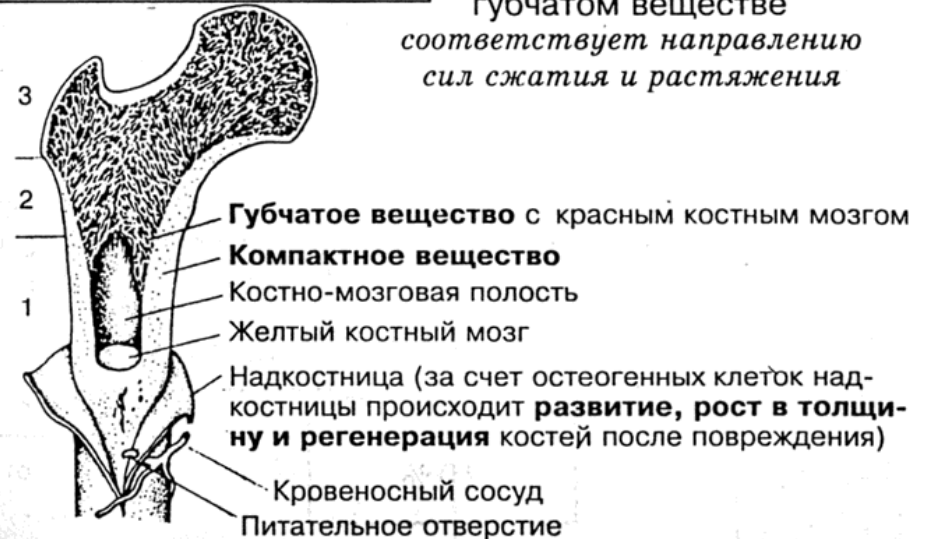 губчатом веществе
соответствует направлению
сил сжатия и растяжения
3
2
1
Губчатое вещество с красным костным мозгом
Компактное вещество
Костно-мозговая полость
Желтый костный мозг
Надкостница (за счет остеогенных клеток над-
костницы происходит развитие, рост в толщи-
ну и регенерация костей после повреждения)
Кровеносный сосуд
Питательное отверстие